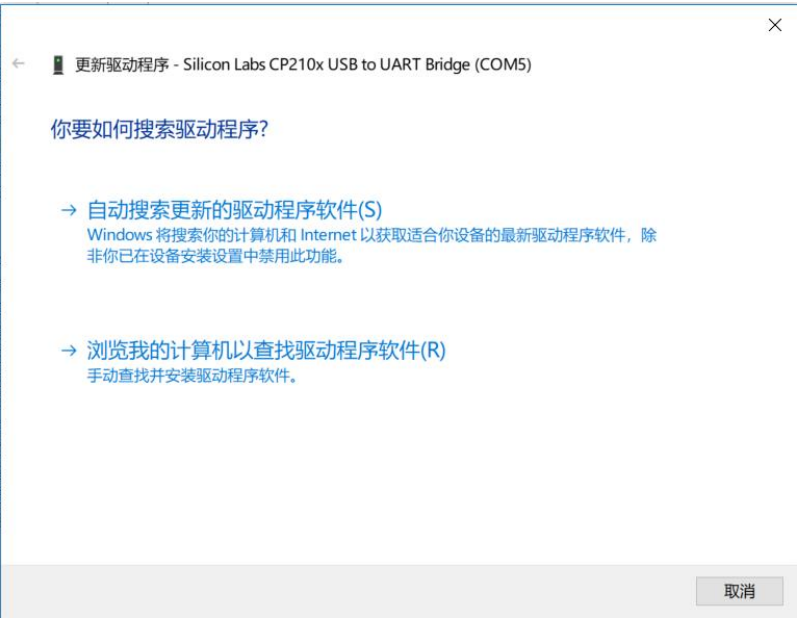 更新驱动程序 - Silicon Labs CP210x USB to UART Bridge (COM5)
你要如何搜索驱动程序?
→ 自动搜索更新的驱动程序软件(S)
Windows 将搜索你的计算机和 Internet 以获取适合你设备的最新驱动程序软件，除
非你已在设备安装设置中禁用此功能。
→ 浏览我的计算机以查找驱动程序软件(R)
手动查找并安装驱动程序软件。
取消